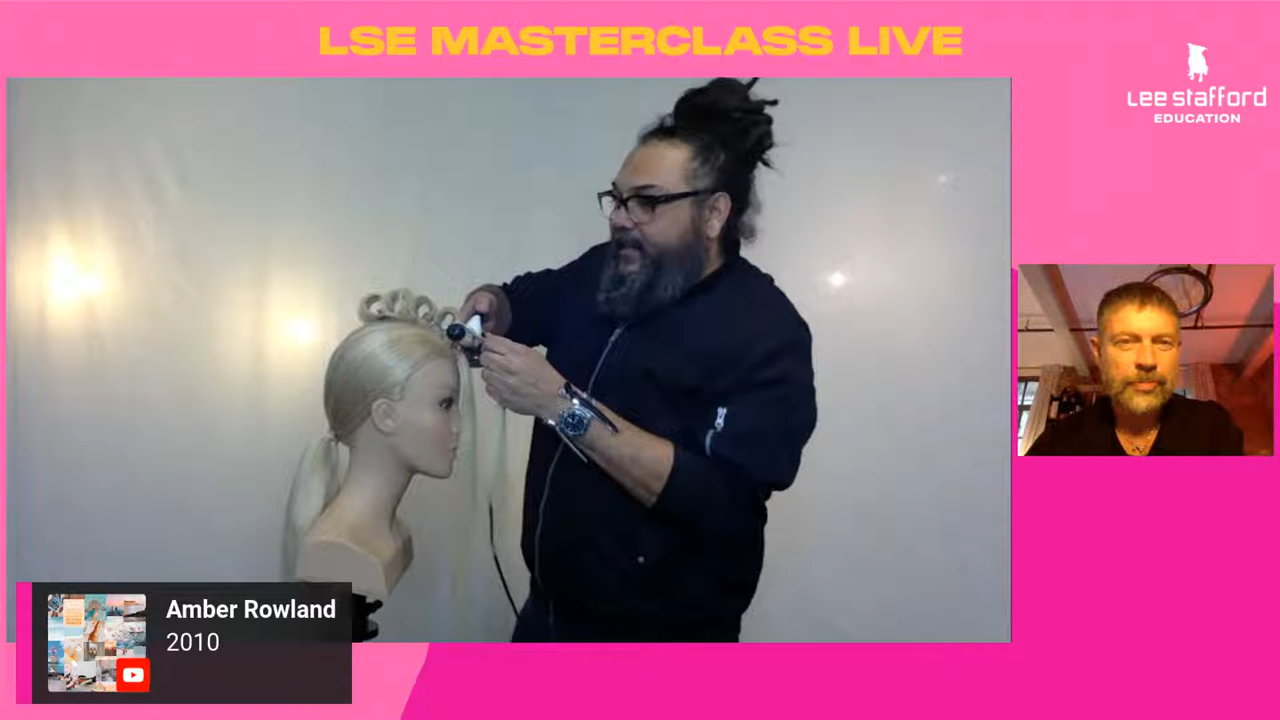 LSE MASTERCLASS LIVE
Lee Stafford
EDUCATION
Amber Rowland
2010